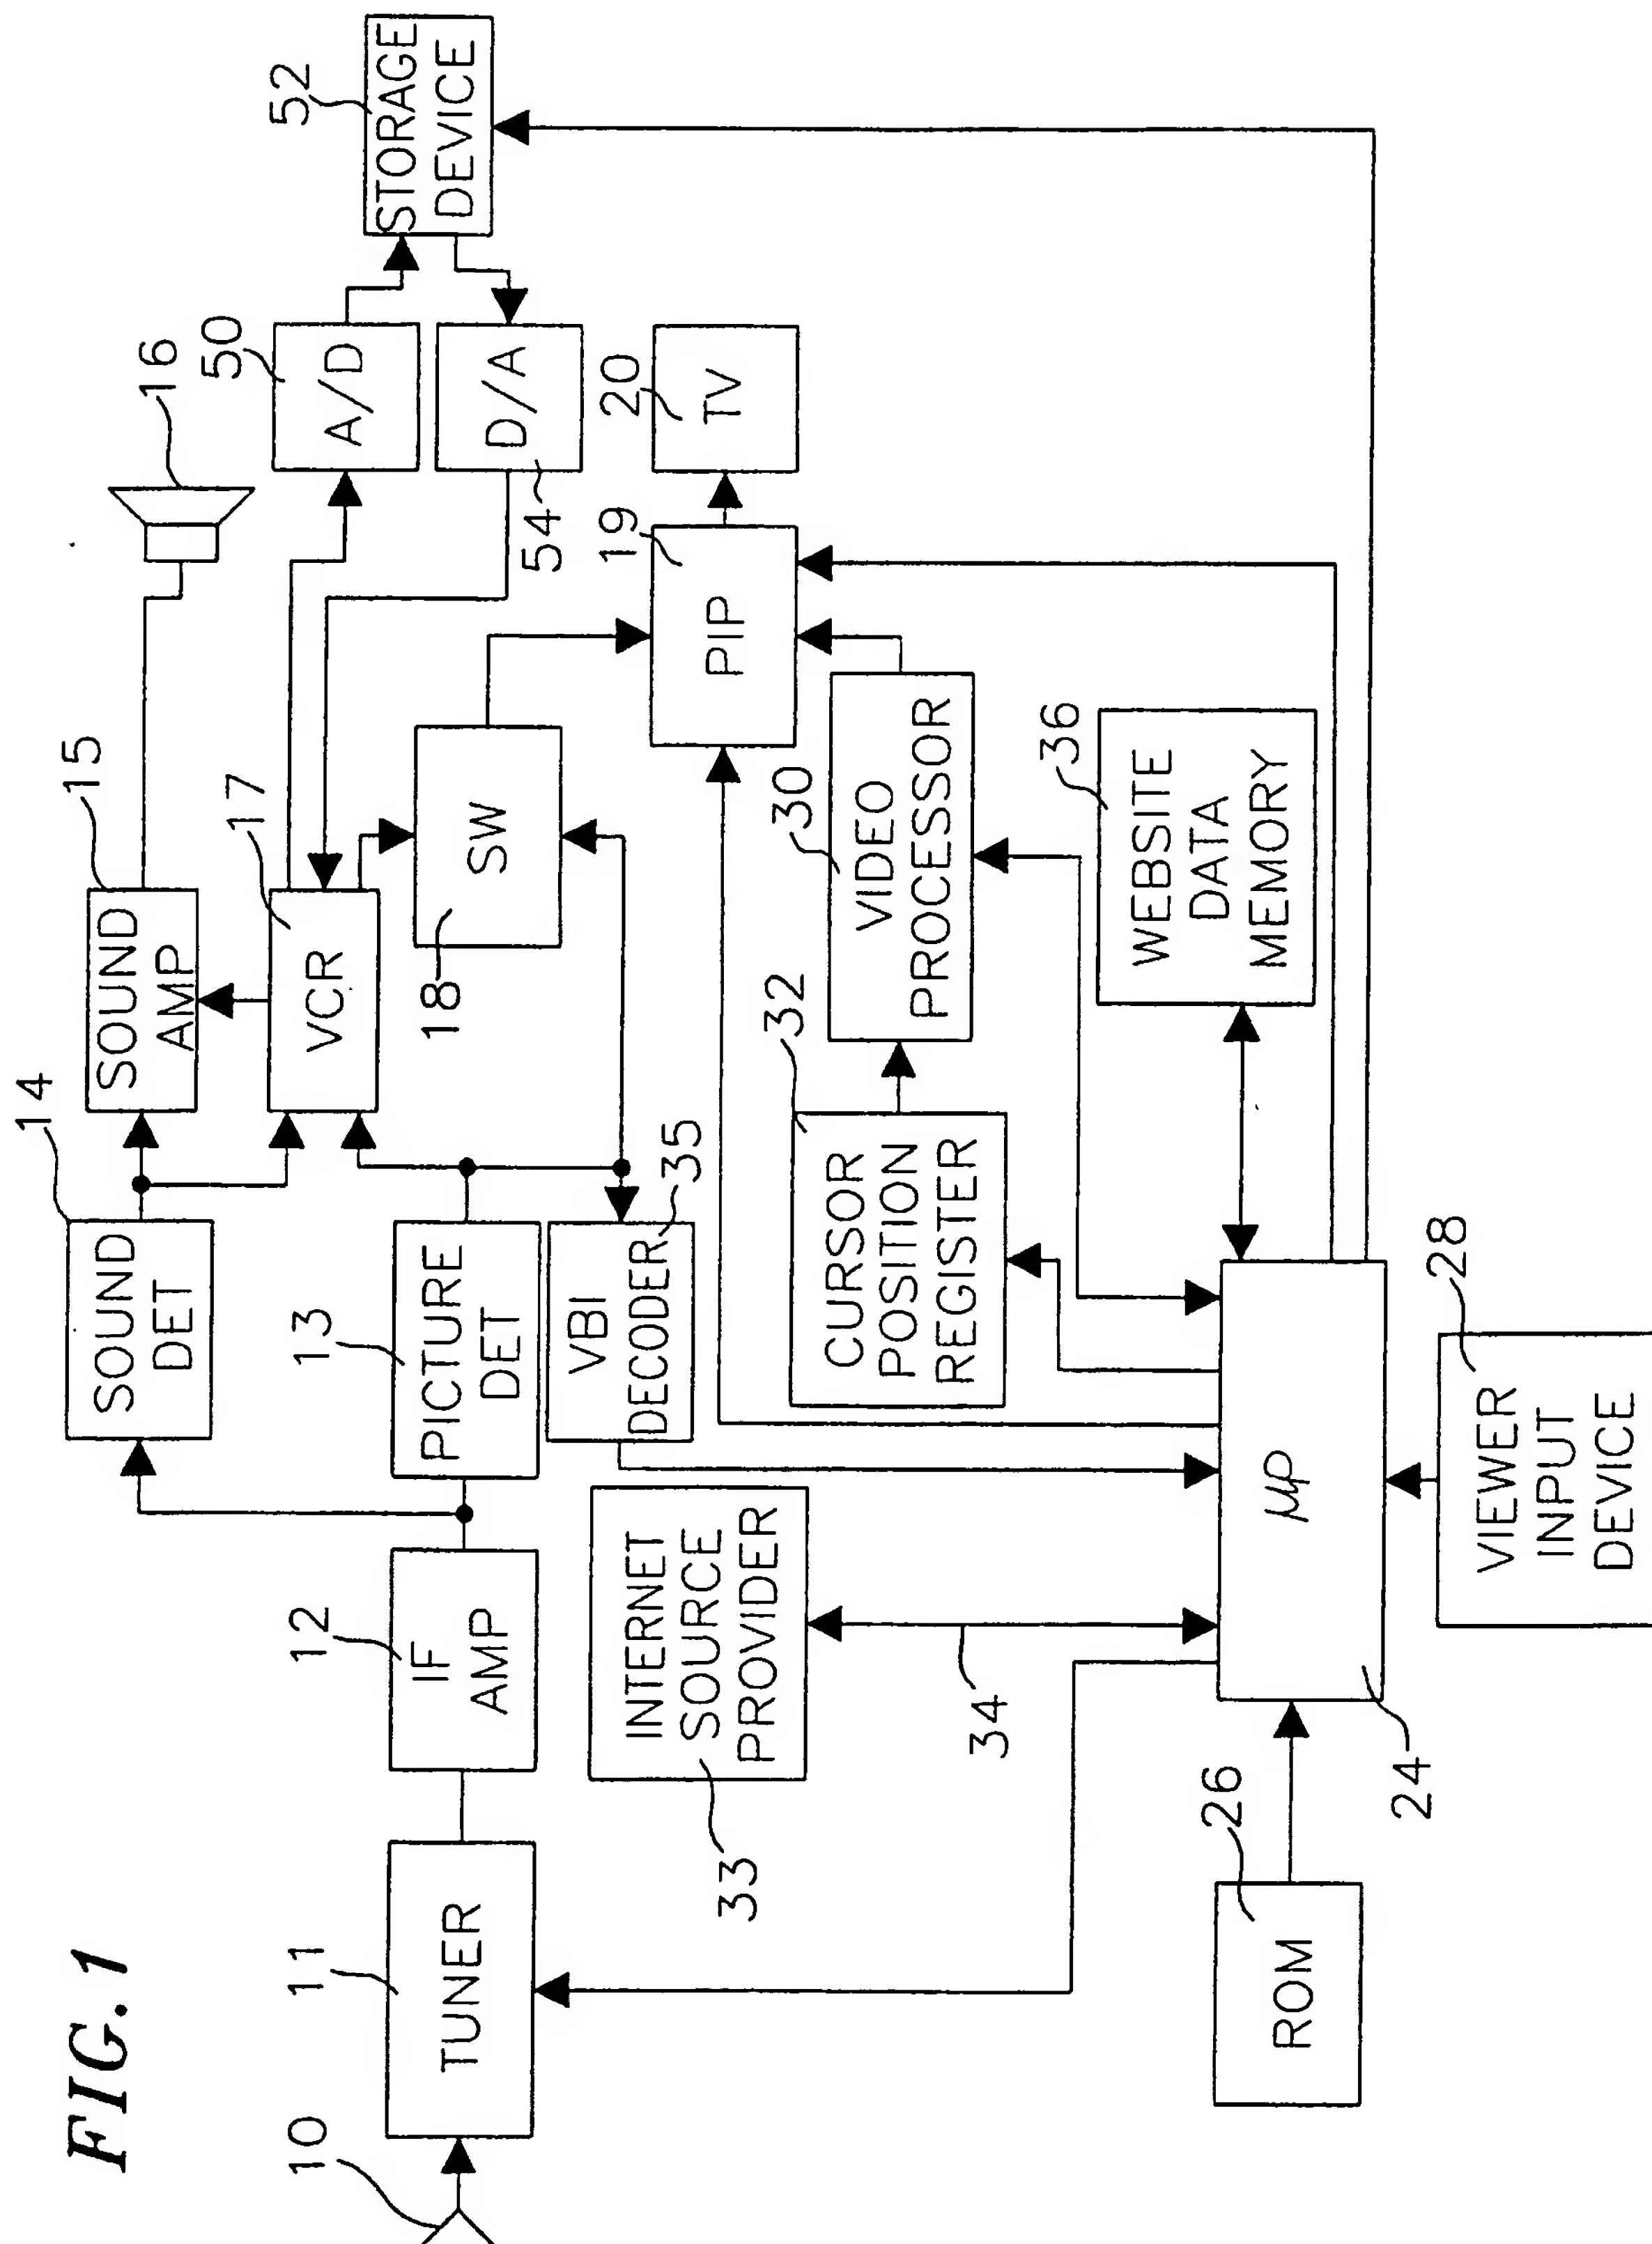 FIG. 1
10
11
TUNER
12
IF
AMP
13
PICTURE
DET
14
SOUND
DET
15
SOUND
AMP
16
17
VCR
18
SW
50
A/D
52
STORAGE
DEVICE
D/A
54
19
PIP
20
TV
VBI
DECODER
35
INTERNET
SOURCE
PROVIDER
33
34
32
CURSOR
POSITION
REGISTER
30
VIDEO
PROCESSOR
36
WEBSITE
DATA
MEMORY
26
ROM
μP
24
28
VIEWER
INPUT
DEVICE